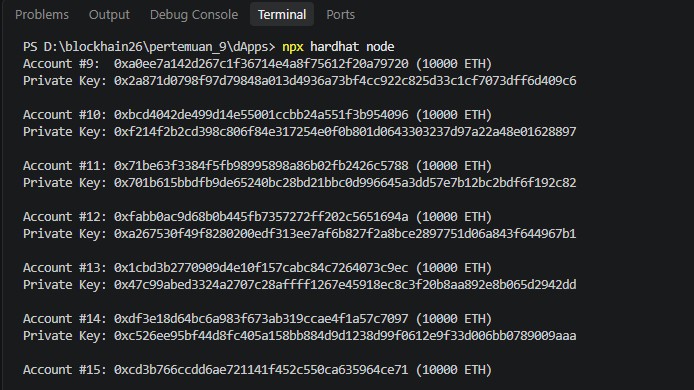 Problems Output Debug Console Terminal Ports
PS D:\blockhain26\pertemuan_9\dApps> npx hardhat node
Account #9: 0xa0ee7a142d267c1f36714e4a8f75612f20a79720 (10000 ETH)
Private Key: 0x2a871d0798f97d79848a013d4936a73bf4cc922c825d33c1cf7073dff6d409c6
Account #10: 0xbcd4042de499d14e55001ccbb24a551f3b954096 (10000 ETH)
Private Key: 0xf214f2b2cd398c806f84e317254e0f0b801d0643303237d97a22a48e01628897
Account #11: 0x71be63f3384f5fb98995898a86b02fb2426c5788 (10000 ETH)
Private Key: 0x701b615bbdfb9de65240bc28bd21bbc0d996645a3dd57e7b12bc2bdf6f192c82
Account #12: 0xfabb0ac9d68b0b445fb7357272ff202c5651694a (10000 ETH)
Private Key: 0xa267530f49f8280200edf313ee7af6b827f2a8bce2897751d06a843f644967b1
Account #13: 0x1cbd3b2770909d4e10f157cabc84c7264073c9ec (10000 ETH)
Private Key: 0x47c99abed3324a2707c28affff1267e45918ec8c3f20b8aa892e8b065d2942dd
Account #14: 0xdf3e18d64bc6a983f673ab319ccae4f1a57c7097 (10000 ETH)
Private Key: 0xc526ee95bf44d8fc405a158bb884d9d1238d99f0612e9f33d006bb0789009aaa
Account #15: 0xcd3b766ccdd6ae721141f452c550ca635964ce71 (10000 ETH)